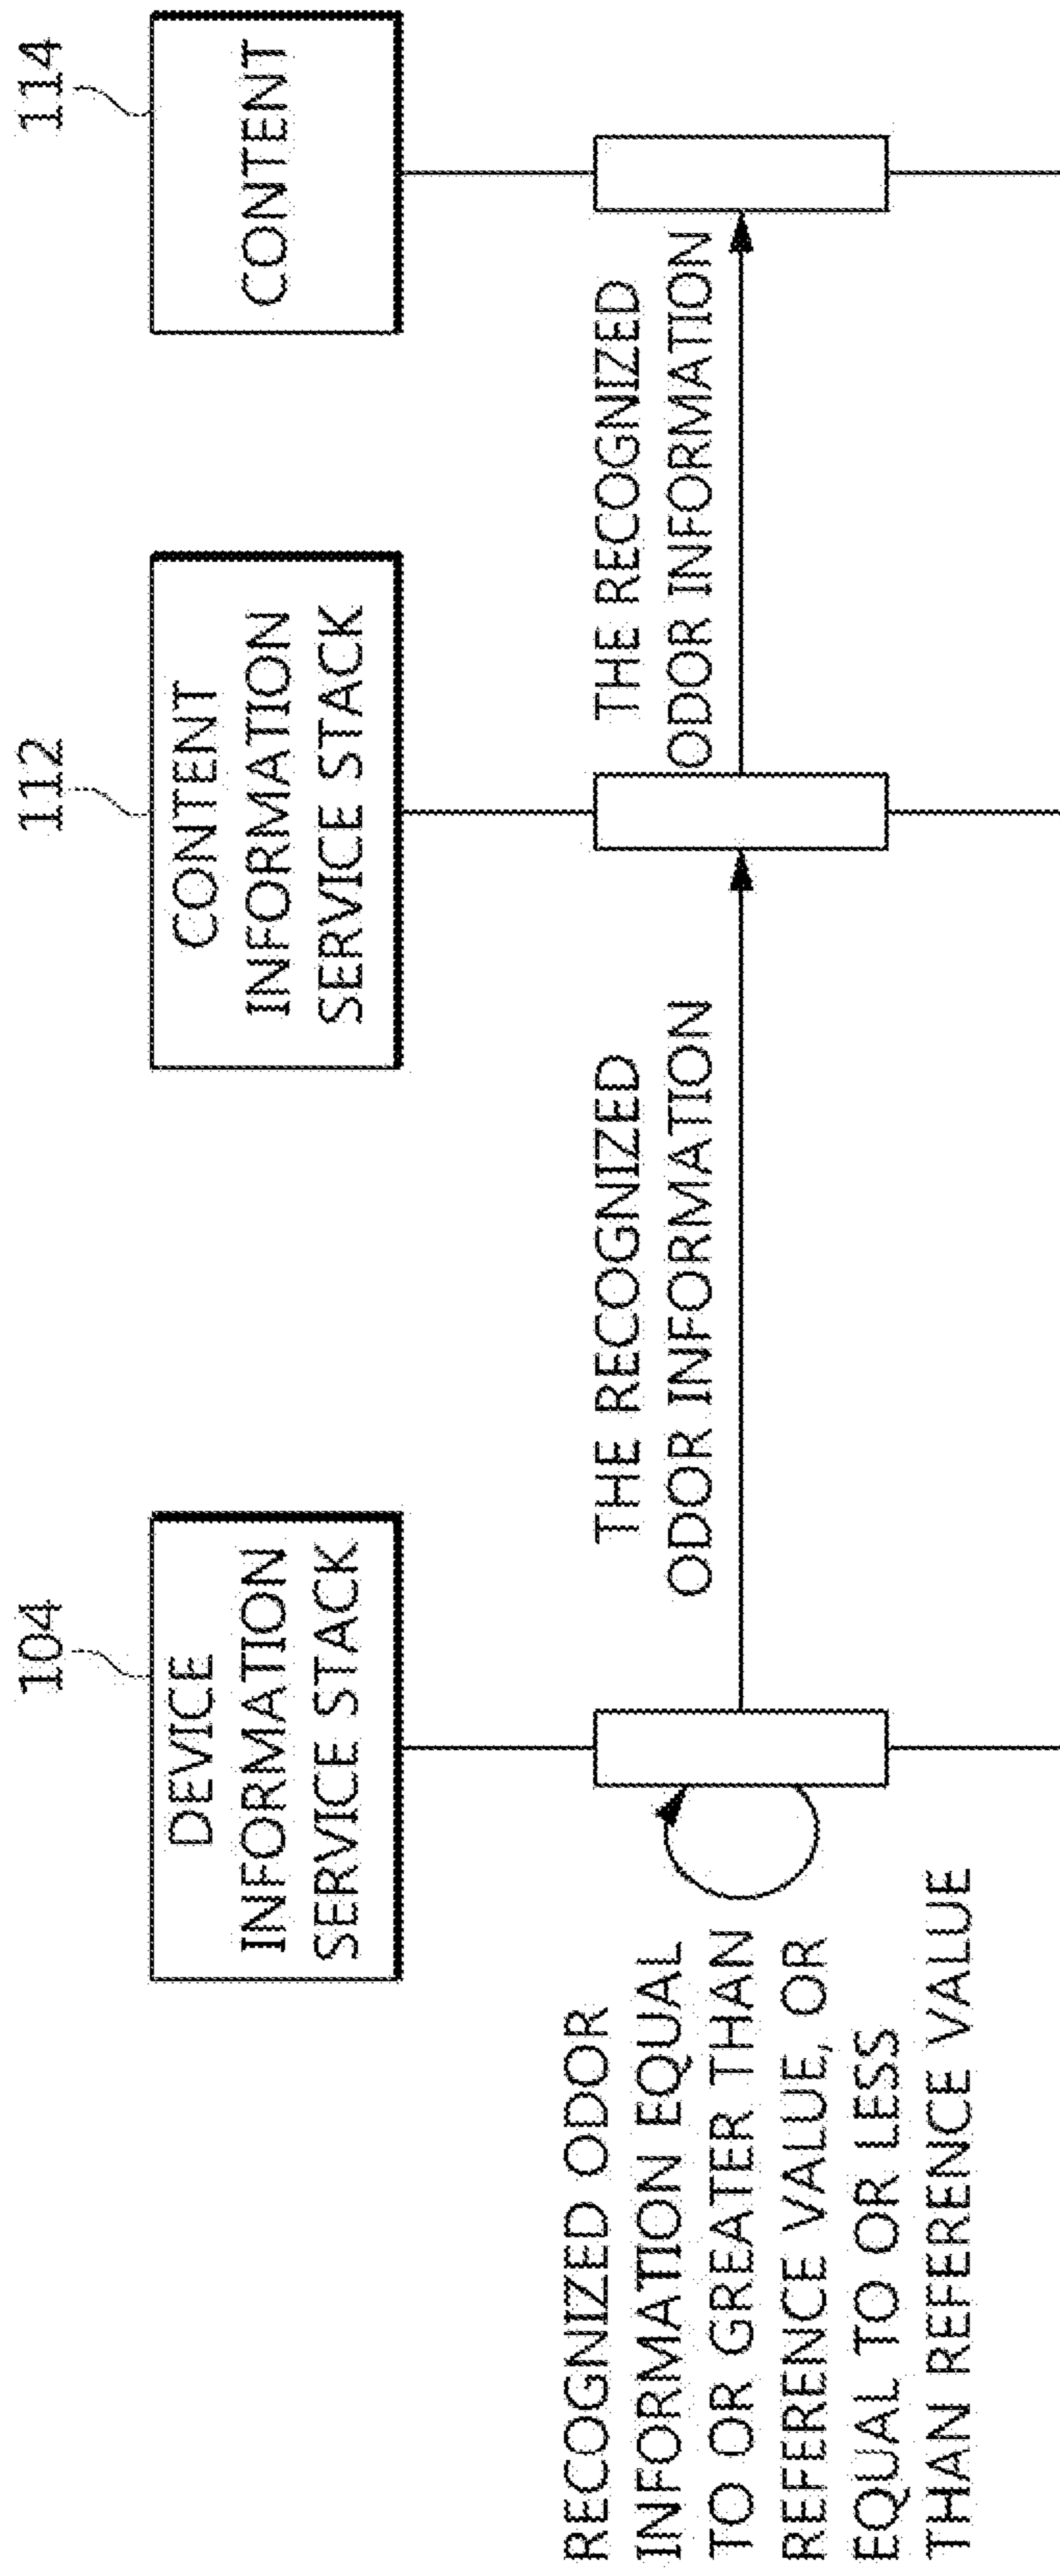 104
DEVICE
INFORMATION
SERVICE STACK
112
CONTENT
INFORMATION
SERVICE STACK
114
CONTENT
RECOGNIZED ODOR
INFORMATION EQUAL
TO OR GREATER THAN
REFERENCE VALUE, OR
EQUAL TO OR LESS
THAN REFERENCE VALUE
THE RECOGNIZED
ODOR INFORMATION
THE RECOGNIZED
ODOR INFORMATION